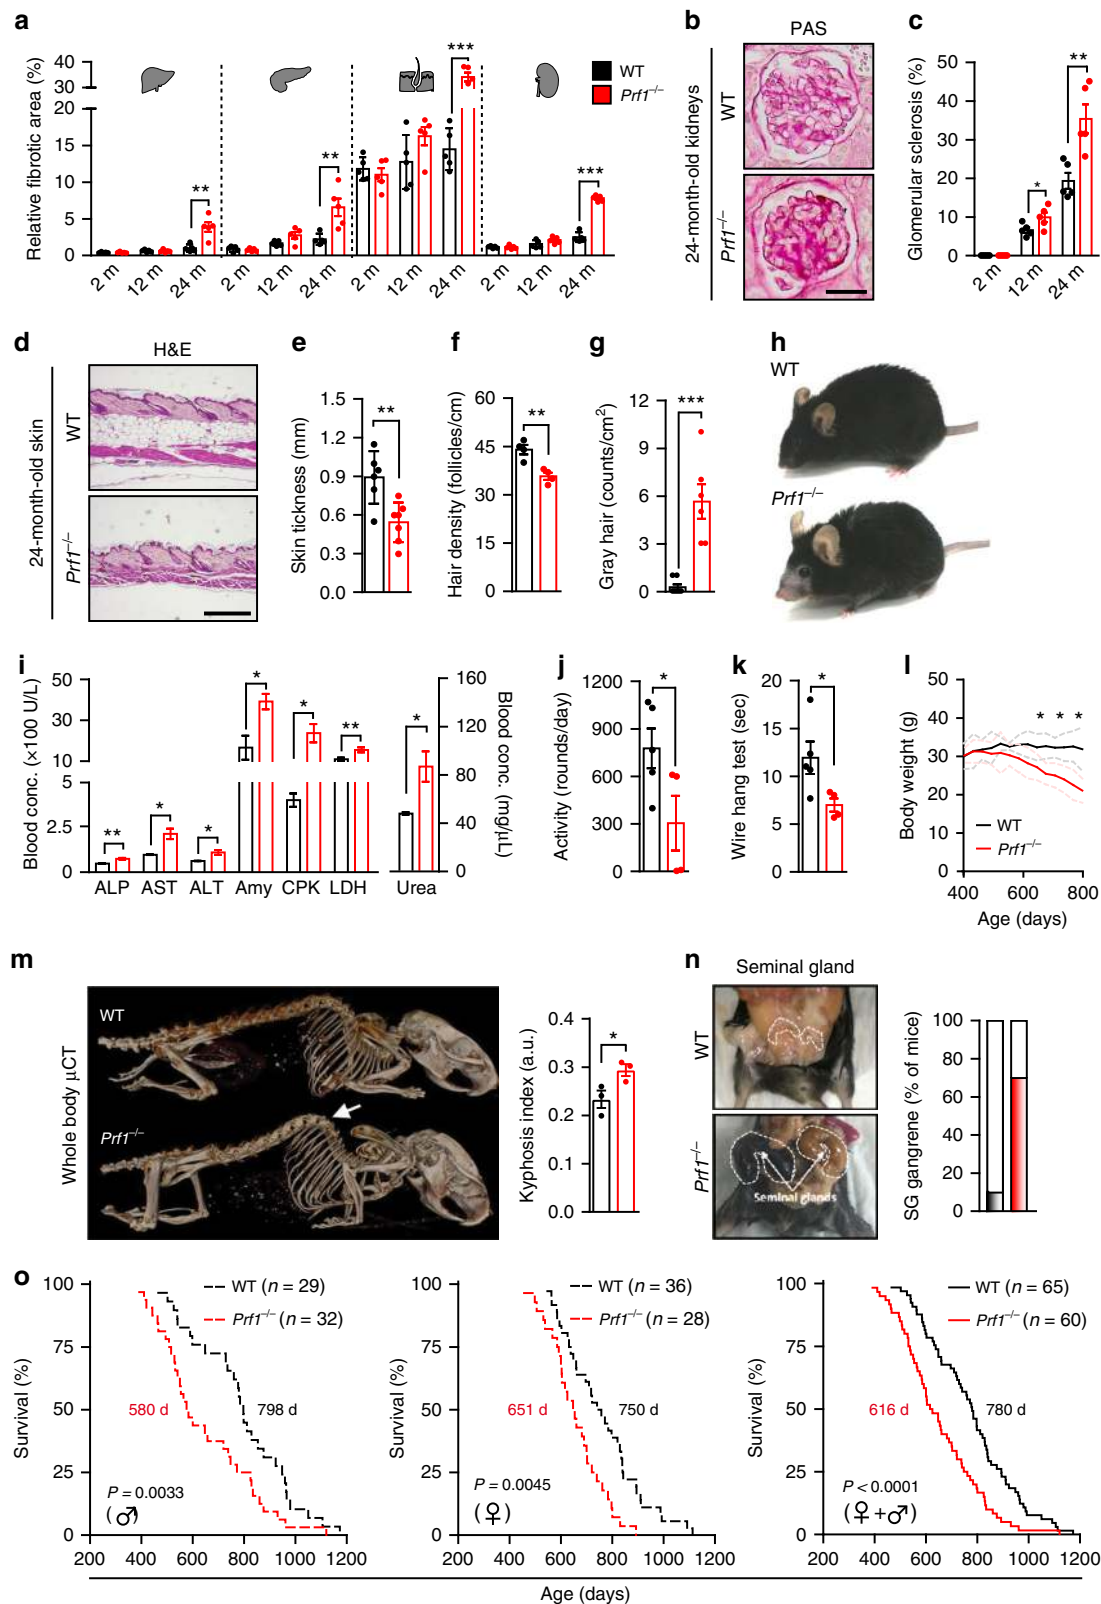 a
Relative fibrotic area (%)
40
30
20
15
10
5
0
***
**
**
***
WT
Prf1–/–
2 m
12 m
24 m
2 m
12 m
24 m
2 m
12 m
24 m
2 m
12 m
24 m
b
PAS
24-month-old kidneys
WT
Prf1–/–
c
Glomerular sclerosis (%)
50
40
30
20
10
0
*
**
2 m
12 m
24 m
d
H&E
24-month-old skin
WT
Prf1–/–
e
Skin tickness (mm)
1.5
1.2
0.9
0.6
0.3
0.0
**
f
Hair density (follicles/cm)
60
45
30
15
0
**
g
Gray hair (counts/cm2)
12
9
6
3
0
***
h
WT
Prf1–/–
i
Blood conc. (×100 U/L)
50
30
10
5
2.5
0
**
*
*
*
*
**
*
ALP
AST
ALT
Amy
CPK
LDH
Urea
160
120
80
40
0
Blood conc. (mg/µL)
j
Activity (rounds/day)
1200
900
600
300
0
*
k
Wire hang test (sec)
20
15
10
5
0
*
l
Body weight (g)
50
40
30
20
10
0
* * *
WT
Prf1–/–
400
600
800
Age (days)
m
Whole body µCT
WT
Prf1–/–
Kyphosis index (a.u.)
0.4
0.3
0.2
0.1
0.0
*
n
Seminal gland
WT
Prf1–/–
Seminal glands
SG gangrene (% of mice)
100
80
60
40
20
0
o
Survival (%)
100
75
50
25
0
WT (n = 29)
Prf1–/– (n = 32)
580 d
798 d
P = 0.0033
(♂)
200 400 600 800 1000 1200
Survival (%)
100
75
50
25
0
WT (n = 36)
Prf1–/– (n = 28)
651 d
750 d
P = 0.0045
(♀)
200 400 600 800 1000 1200
Survival (%)
100
75
50
25
0
WT (n = 65)
Prf1–/– (n = 60)
616 d
780 d
P < 0.0001
(♀+♂)
200 400 600 800 1000 1200
Age (days)